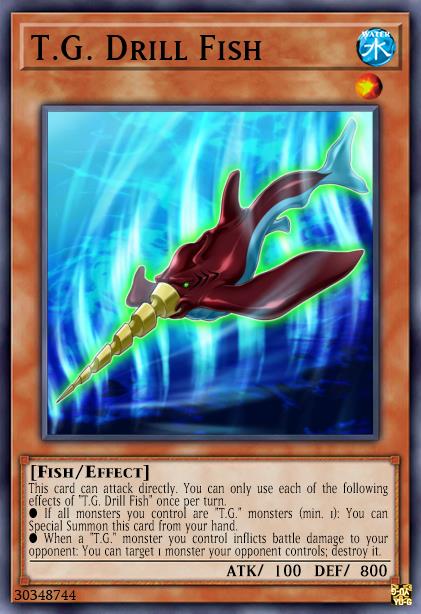 T.G. Drill Fish
WATER
水
[Fish/Effect]
This card can attack directly. You can only use each of the following
effects of "T.G. Drill Fish" once per turn.
● If all monsters you control are "T.G." monsters (min. 1): You can
Special Summon this card from your hand.
● When a "T.G." monster you control inflicts battle damage to your
opponent: You can target 1 monster your opponent controls; destroy it.
ATK/ 100 DEF/ 800
30348744